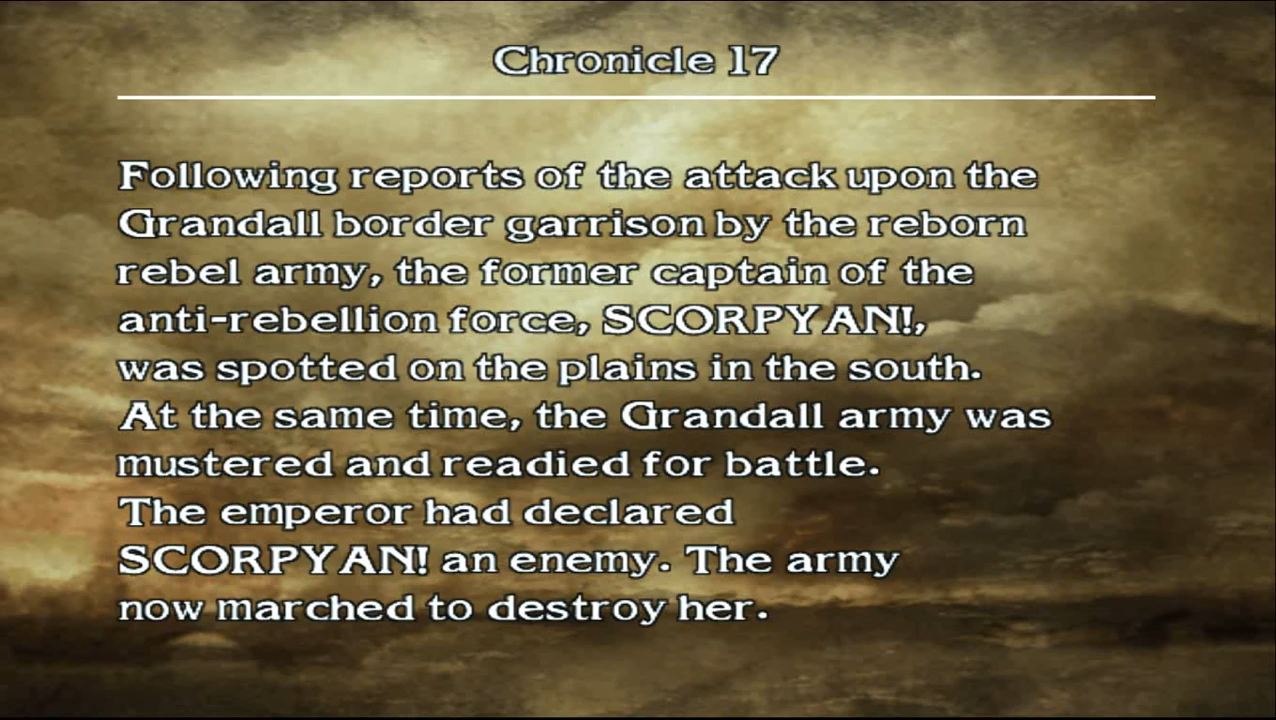 Chronicle 17
Following reports of the attack upon the
Grandall border garrison by the reborn
rebel army, the former captain of the
anti-rebellion force, SCORPYAN!,
was spotted on the plains in the south.
At the same time, the Grandall army was
mustered and readied for battle.
The emperor had declared
SCORPYAN! an enemy. The army
now marched to destroy her.